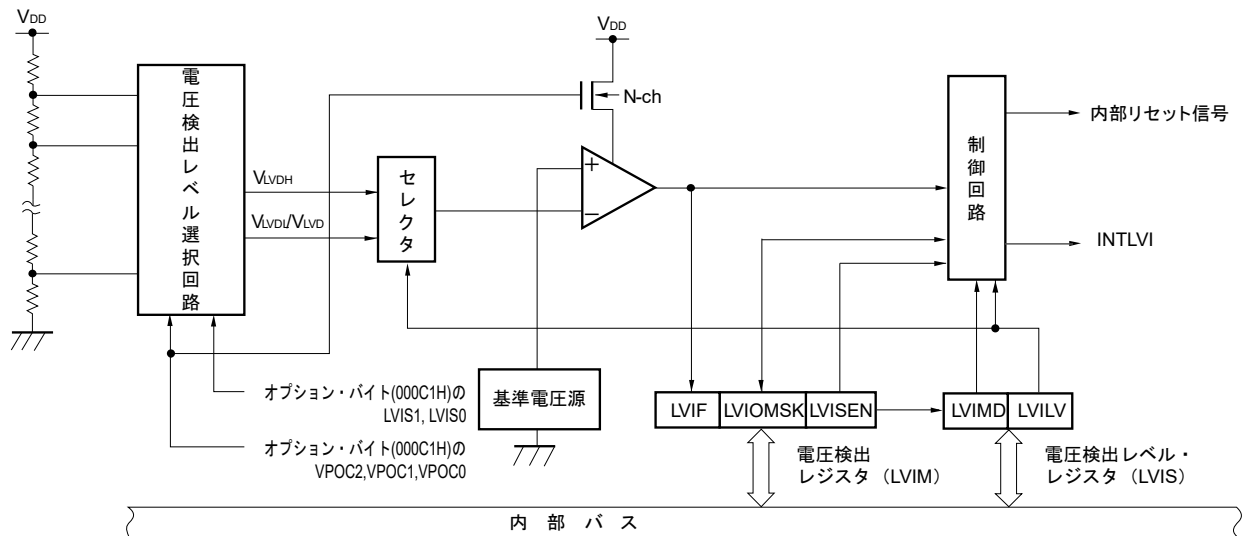 VDD
VDD
電圧検出レベル選択回路
N-ch
制御回路
内部リセット信号
セレクタ
VLVDH
VLVDL/VLVD
INTLVI
オプション・バイト(000C1H)の
LVIS1, LVIS0
基準電圧源
LVIF
LVIOMSK
LVISEN
LVIMD
LVILV
オプション・バイト(000C1H)の
VPOC2,VPOC1,VPOC0
電圧検出
レジスタ（LVIM）
電圧検出レベル・
レジスタ（LVIS）
内 部 バ ス